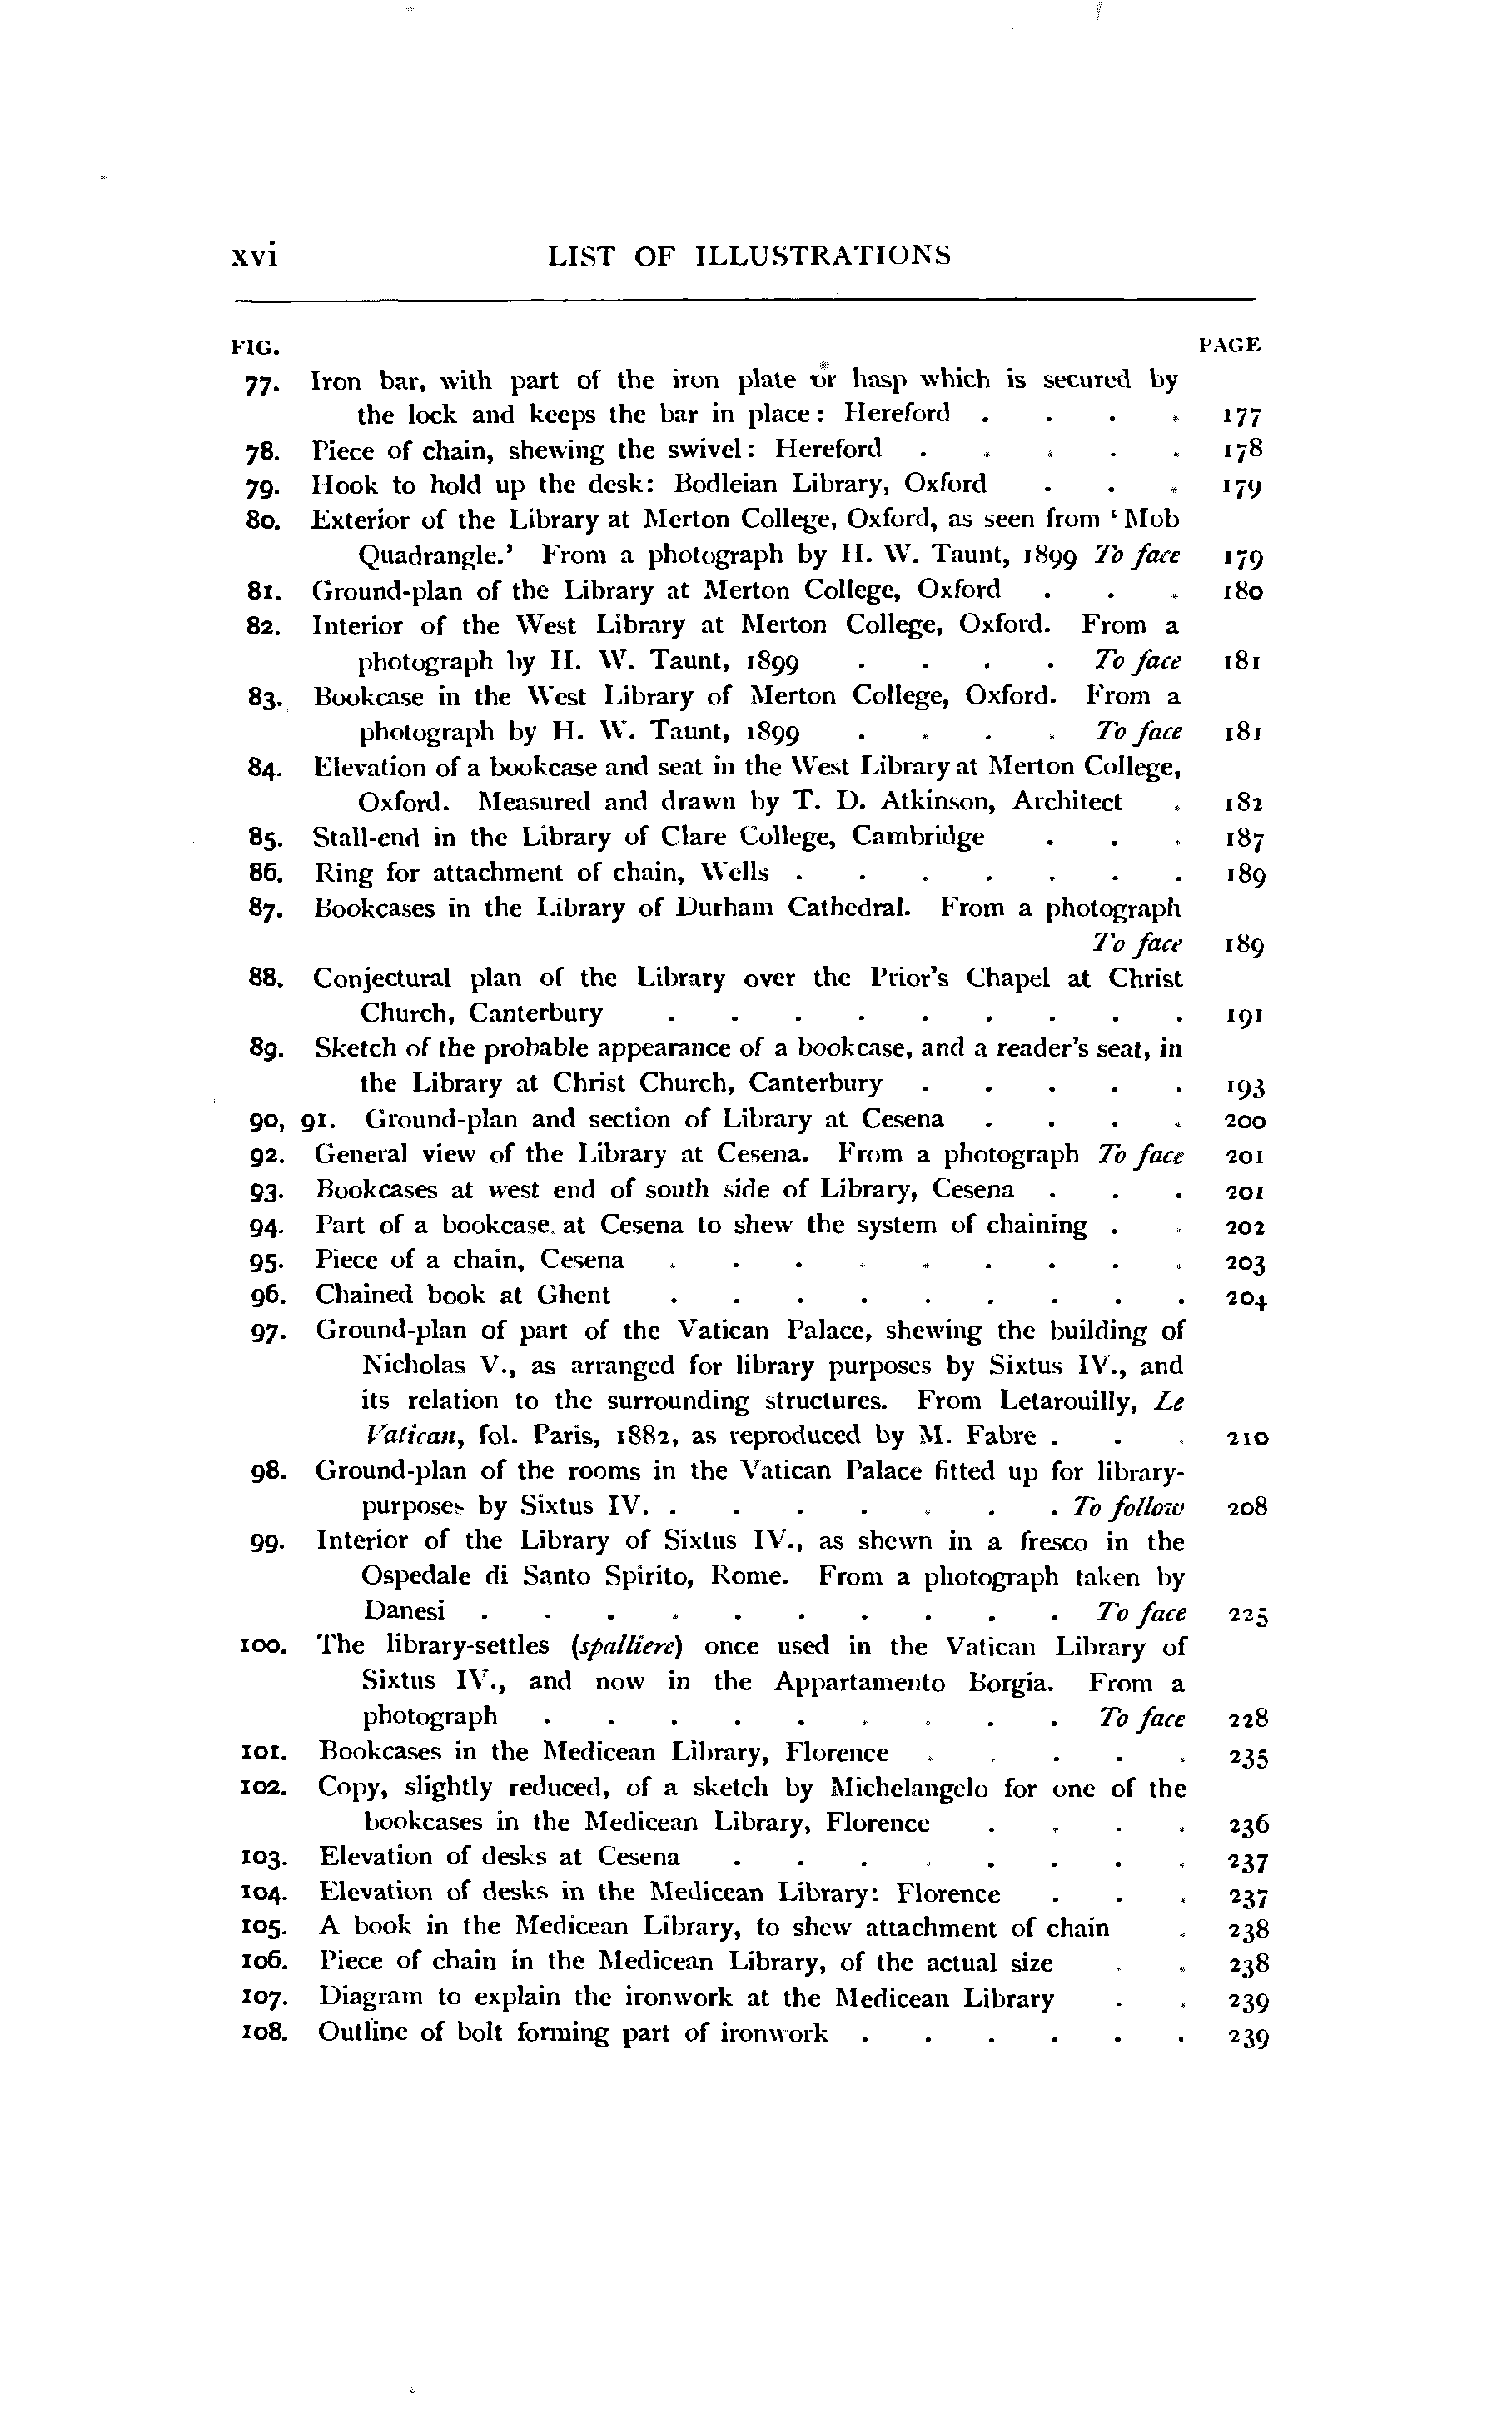 xvi LIST OF ILLUSTRATIONS
FIG. PAGE
77. Iron bar, with part of the iron plate or hasp which is secured by
the lock and keeps the bar in place: Hereford . . . . 177
78. Piece of chain, shewing the swivel: Hereford . . . . . 178
79. Hook to hold up the desk: Bodleian Library, Oxford . . . 179
80. Exterior of the Library at Merton College, Oxford, as seen from ‘Mob
Quadrangle.’ From a photograph by H. W. Taunt, 1899 To face 179
81. Ground-plan of the Library at Merton College, Oxford . . . 180
82. Interior of the West Library at Merton College, Oxford. From a
photograph by H. W. Taunt, 1899 . . . . To face 181
83. Bookcase in the West Library of Merton College, Oxford. From a
photograph by H. W. Taunt, 1899 . . . . To face 181
84. Elevation of a bookcase and seat in the West Library at Merton College,
Oxford. Measured and drawn by T. D. Atkinson, Architect . 182
85. Stall-end in the Library of Clare College, Cambridge . . . 187
86. Ring for attachment of chain, Wells . . . . . . . 189
87. Bookcases in the Library of Durham Cathedral. From a photograph
To face 189
88. Conjectural plan of the Library over the Prior's Chapel at Christ
Church, Canterbury . . . . . . . . . 191
89. Sketch of the probable appearance of a bookcase, and a reader's seat, in
the Library at Christ Church, Canterbury . . . . . 193
90, 91. Ground-plan and section of Library at Cesena . . . . 200
92. General view of the Library at Cesena. From a photograph To face 201
93. Bookcases at west end of south side of Library, Cesena . . . 201
94. Part of a bookcase at Cesena to shew the system of chaining . . 202
95. Piece of a chain, Cesena . . . . . . . . . 203
96. Chained book at Ghent . . . . . . . . . 204
97. Ground-plan of part of the Vatican Palace, shewing the building of
Nicholas V., as arranged for library purposes by Sixtus IV., and
its relation to the surrounding structures. From Letarouilly, Le
Vatican, fol. Paris, 1882, as reproduced by M. Fabre . . . 210
98. Ground-plan of the rooms in the Vatican Palace fitted up for library-
purposes by Sixtus IV. . . . . . . . To follow 208
99. Interior of the Library of Sixtus IV., as shewn in a fresco in the
Ospedale di Santo Spirito, Rome. From a photograph taken by
Danesi . . . . . . . . . . To face 225
100. The library-settles (spalliere) once used in the Vatican Library of
Sixtus IV., and now in the Appartamento Borgia. From a
photograph . . . . . . . . . To face 228
101. Bookcases in the Medicean Library, Florence . . . . . 235
102. Copy, slightly reduced, of a sketch by Michelangelo for one of the
bookcases in the Medicean Library, Florence . . . . 236
103. Elevation of desks at Cesena . . . . . . . . 237
104. Elevation of desks in the Medicean Library: Florence . . . 237
105. A book in the Medicean Library, to shew attachment of chain . 238
106. Piece of chain in the Medicean Library, of the actual size . . 238
107. Diagram to explain the ironwork at the Medicean Library . . 239
108. Outline of bolt forming part of ironwork . . . . . . 239